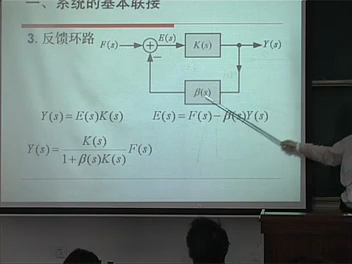 一、系统的基本联接
3. 反馈环路
F(s) + E(s) K(s) Y(s)
−
β(s)
Y(s) = E(s)K(s) E(s) = F(s) − β(s)Y(s)
Y(s) = K(s) / 1 + β(s)K(s) F(s)